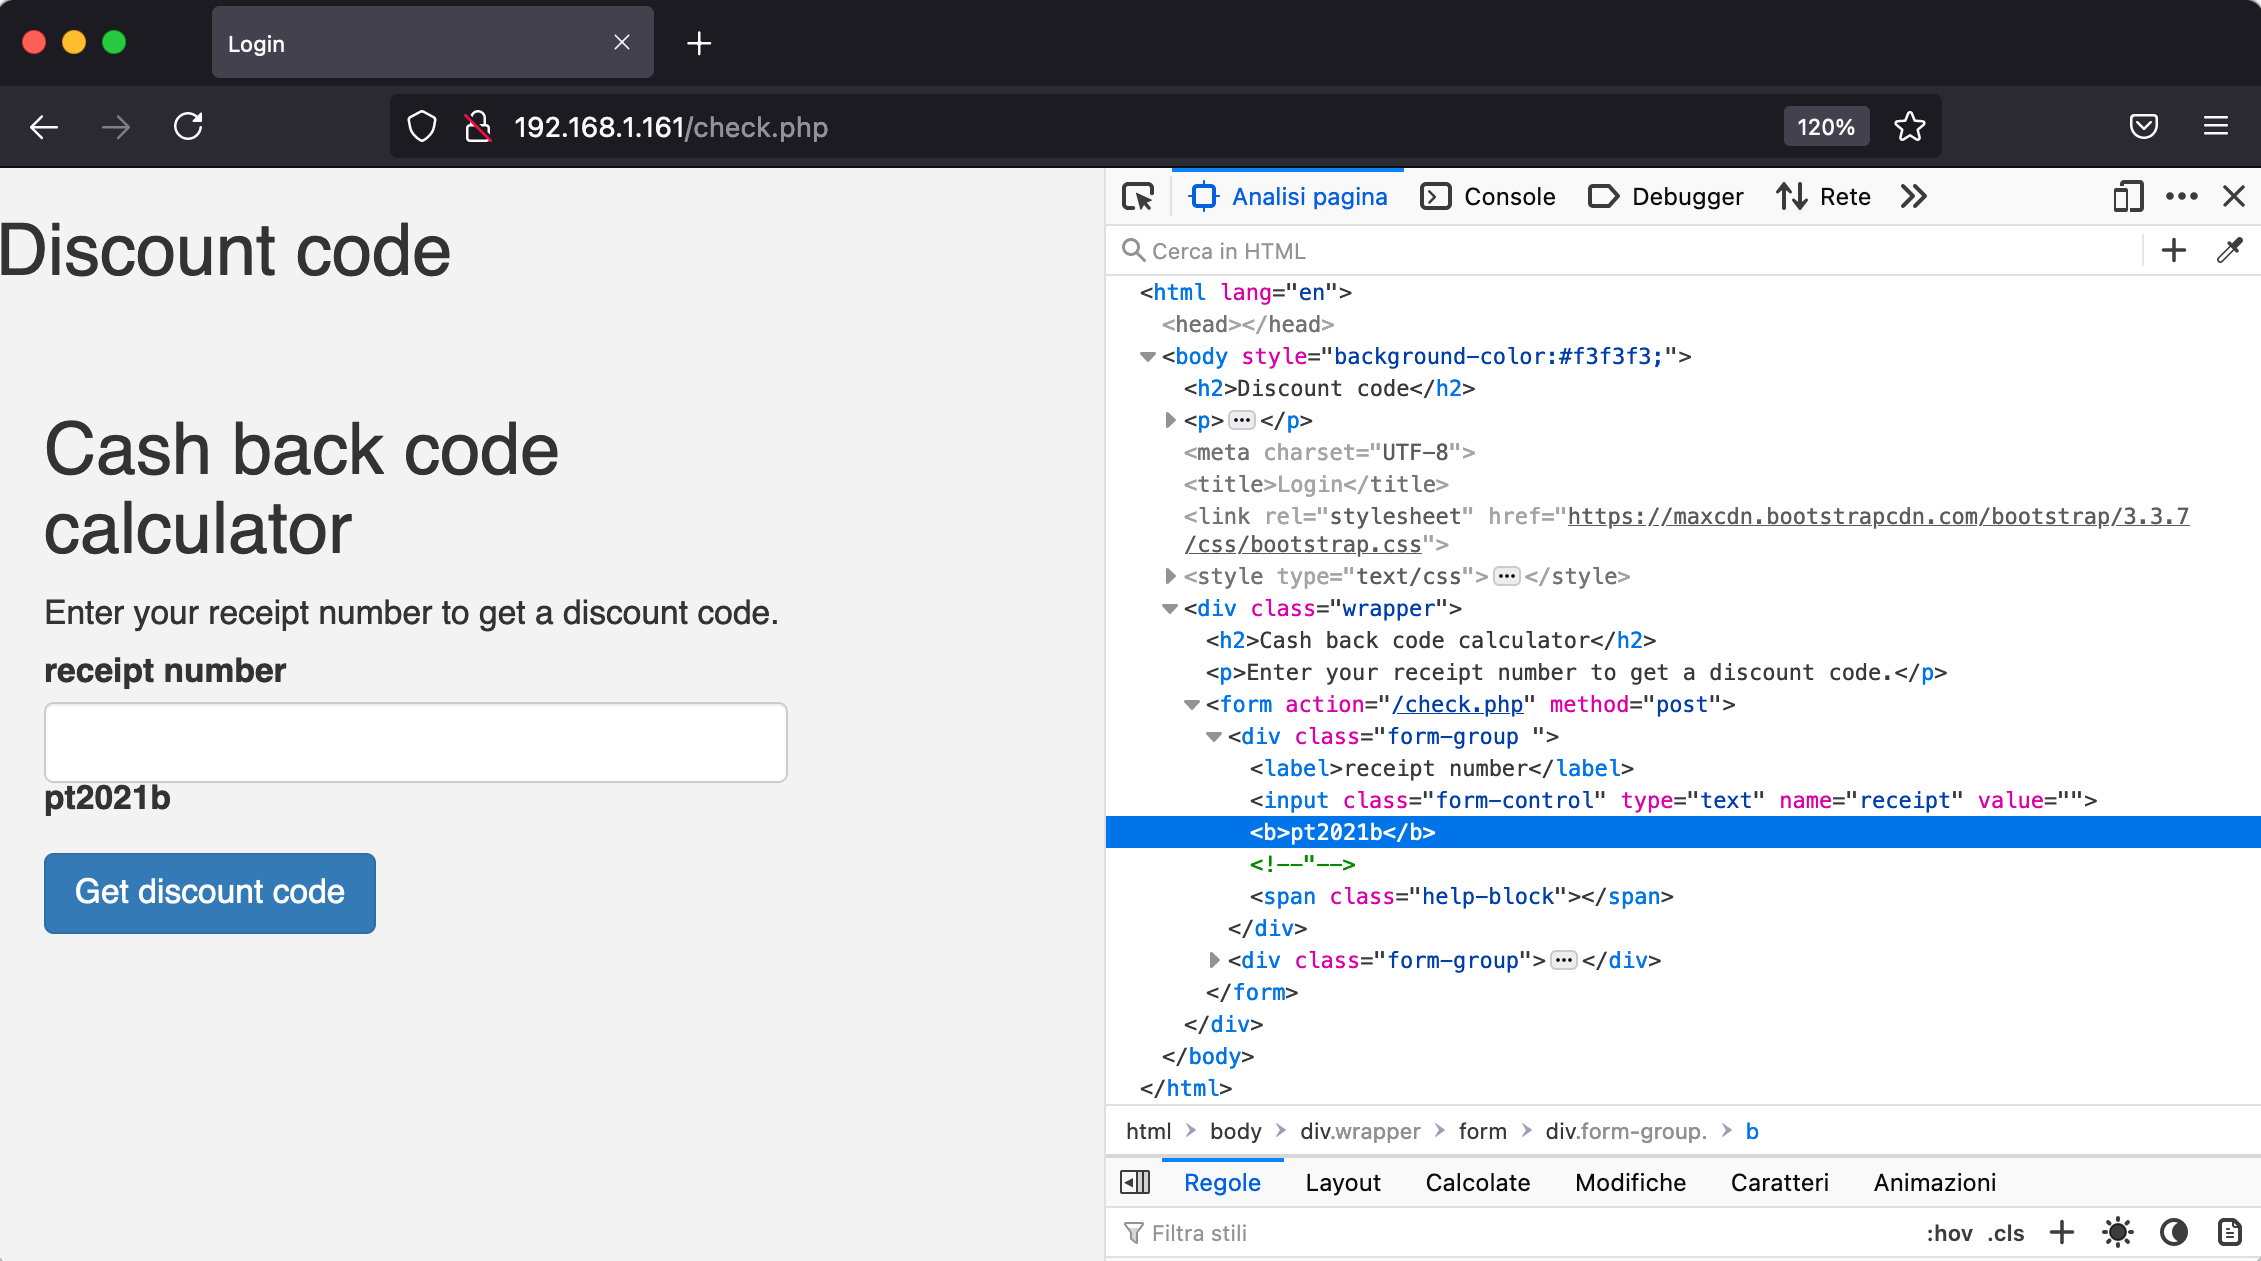 Login
192.168.1.161/check.php
120%
Discount code
Cash back code
calculator
Enter your receipt number to get a discount code.
receipt number
pt2021b
Get discount code
Analisi pagina
Console
Debugger
Rete
Cerca in HTML
<html lang="en">
<head></head>
<body style="background-color:#f3f3f3;">
<h2>Discount code</h2>
<p>…</p>
<meta charset="UTF-8">
<title>Login</title>
<link rel="stylesheet" href="https://maxcdn.bootstrapcdn.com/bootstrap/3.3.7
/css/bootstrap.css">
<style type="text/css">…</style>
<div class="wrapper">
<h2>Cash back code calculator</h2>
<p>Enter your receipt number to get a discount code.</p>
<form action="/check.php" method="post">
<div class="form-group ">
<label>receipt number</label>
<input class="form-control" type="text" name="receipt" value="">
<b>pt2021b</b>
<!--"-->
<span class="help-block"></span>
</div>
<div class="form-group">…</div>
</form>
</div>
</body>
</html>
html > body > div.wrapper > form > div.form-group. > b
Regole
Layout
Calcolate
Modifiche
Caratteri
Animazioni
Filtra stili
:hov .cls